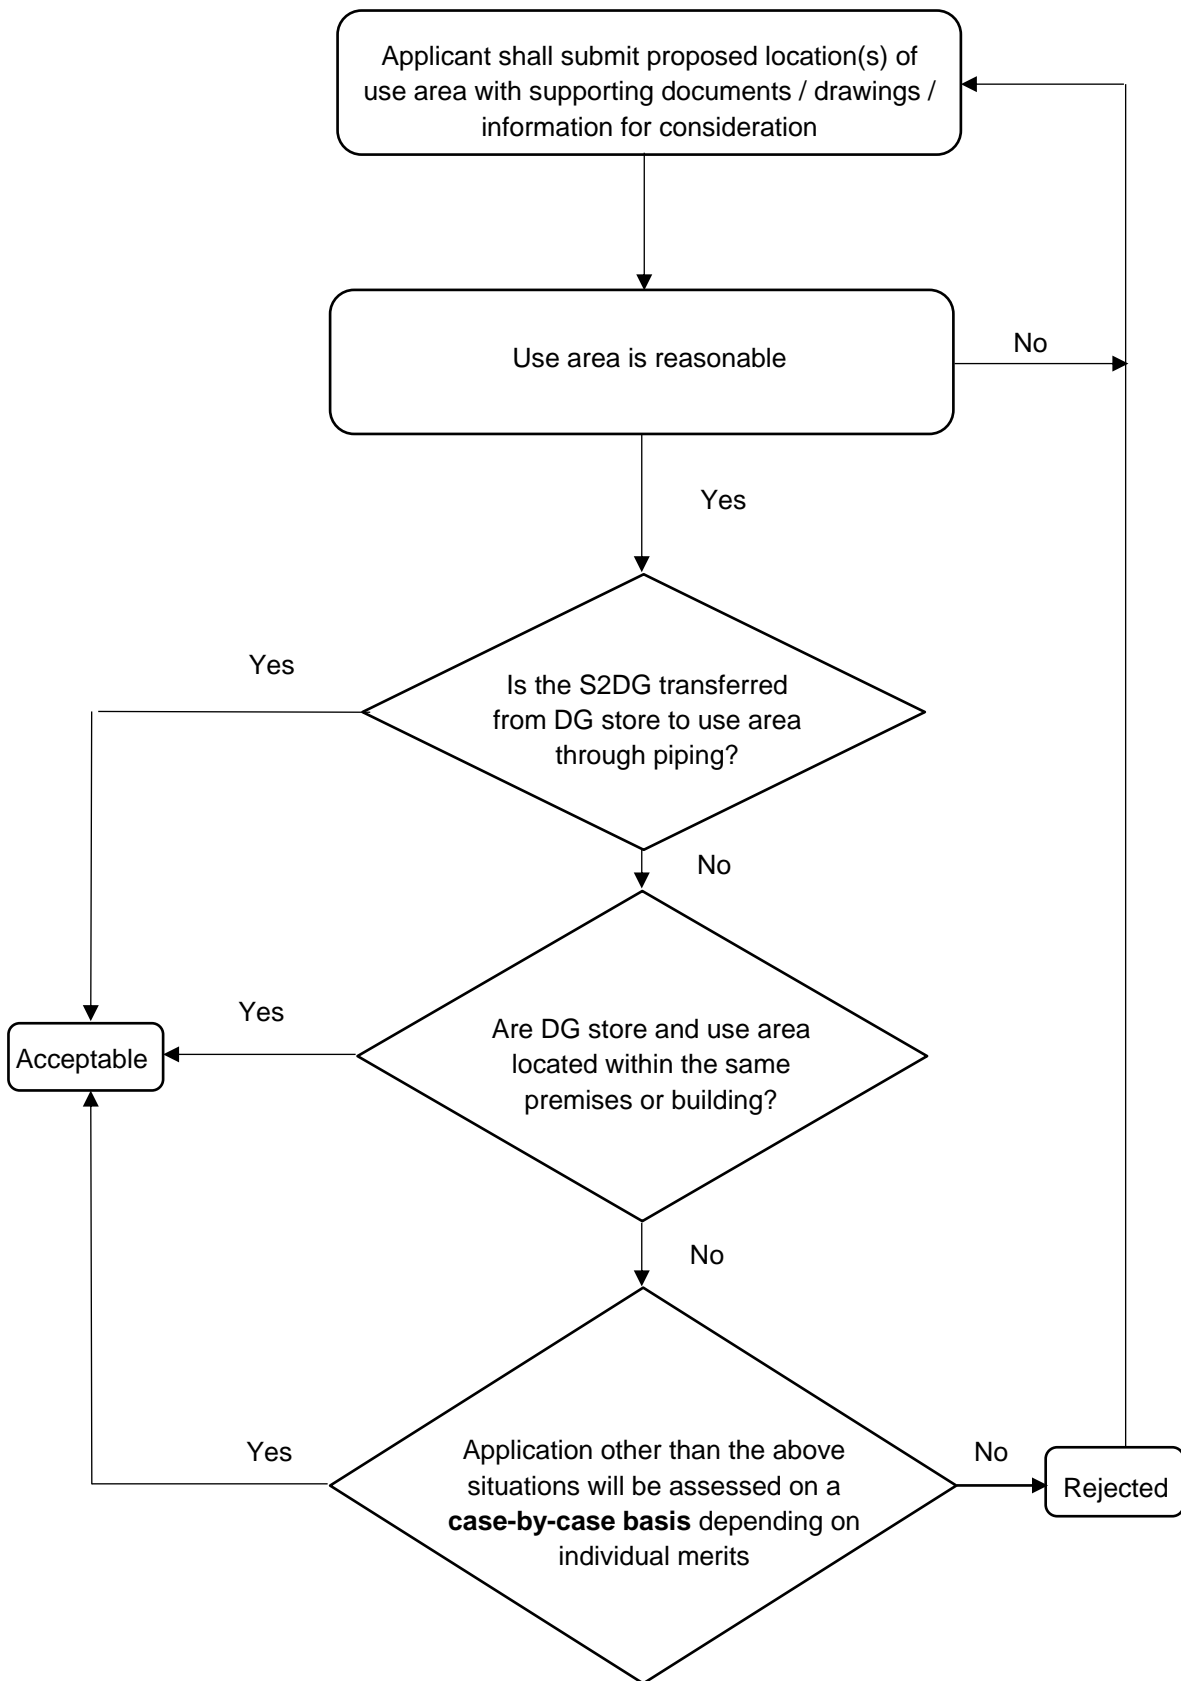 Applicant shall submit proposed location(s) of
use area with supporting documents / drawings /
information for consideration
Use area is reasonable
No
Yes
Yes
Is the S2DG transferred
from DG store to use area
through piping?
No
Yes
Are DG store and use area
located within the same
premises or building?
Acceptable
No
Yes
Application other than the above
situations will be assessed on a
case-by-case basis depending on
individual merits
No
Rejected